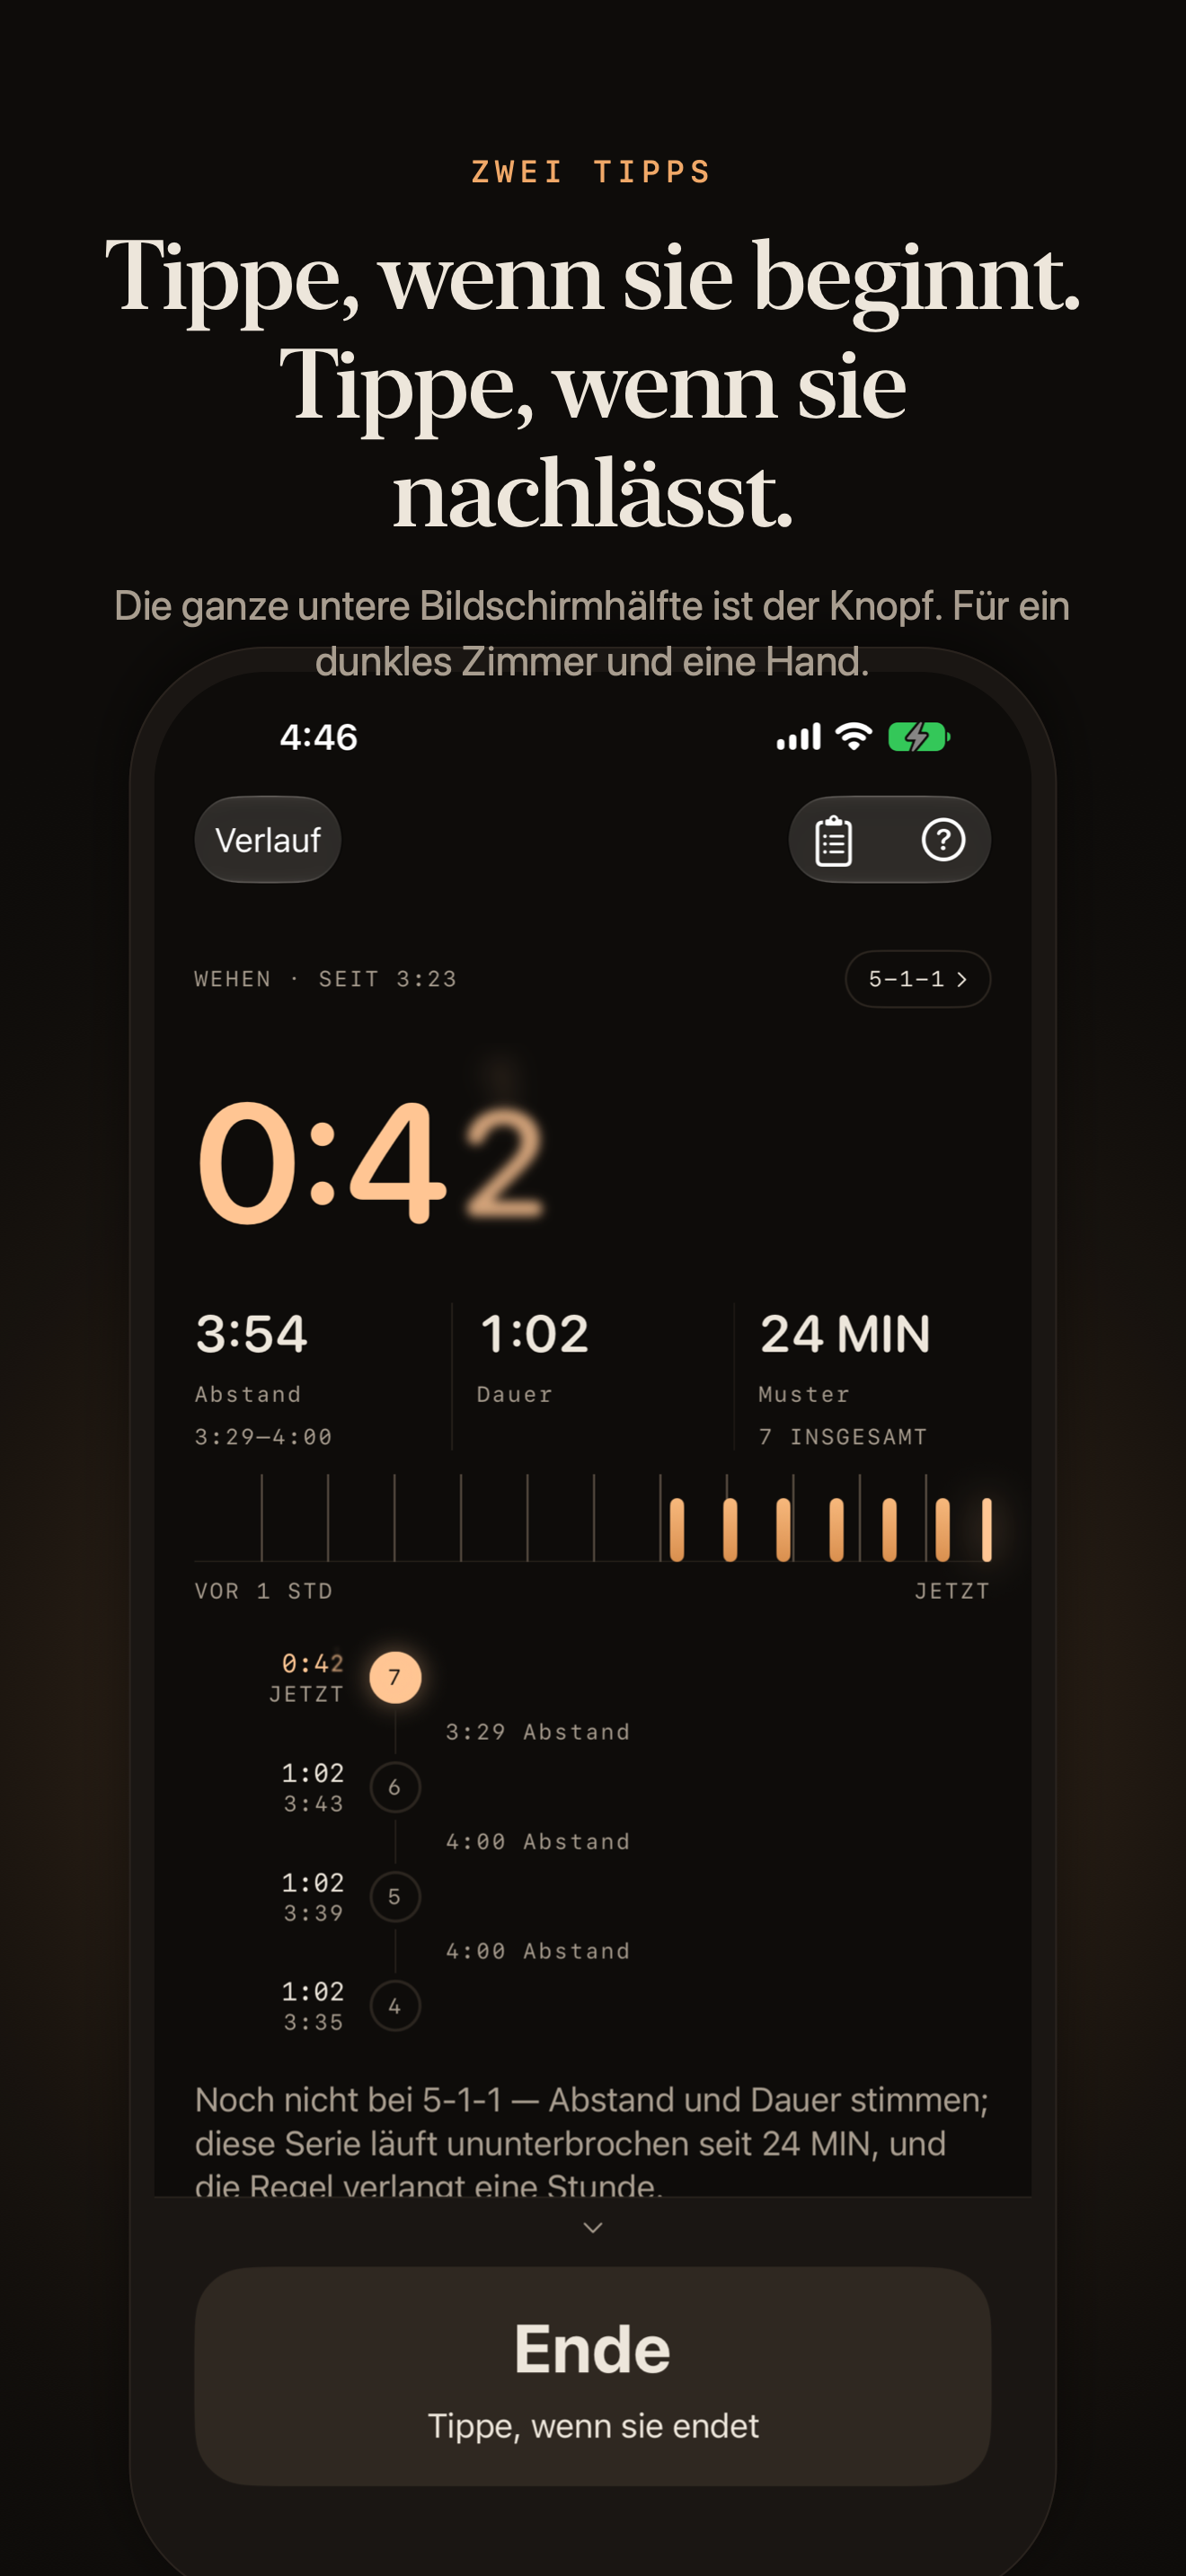 ZWEI TIPPS
Tippe, wenn sie beginnt.
Tippe, wenn sie
nachlässt.
Die ganze untere Bildschirmhälfte ist der Knopf. Für ein
dunkles Zimmer und eine Hand.
4:46
Verlauf
?
WEHEN · SEIT 3:23
5-1-1 >
0:42
3:54
Abstand
3:29–4:00
1:02
Dauer
24 MIN
Muster
7 INSGESAMT
VOR 1 STD
JETZT
0:42
JETZT
7
3:29 Abstand
1:02
3:43
6
4:00 Abstand
1:02
3:39
5
4:00 Abstand
1:02
3:35
4
Noch nicht bei 5-1-1 — Abstand und Dauer stimmen;
diese Serie läuft ununterbrochen seit 24 MIN, und
die Regel verlangt eine Stunde.
Ende
Tippe, wenn sie endet